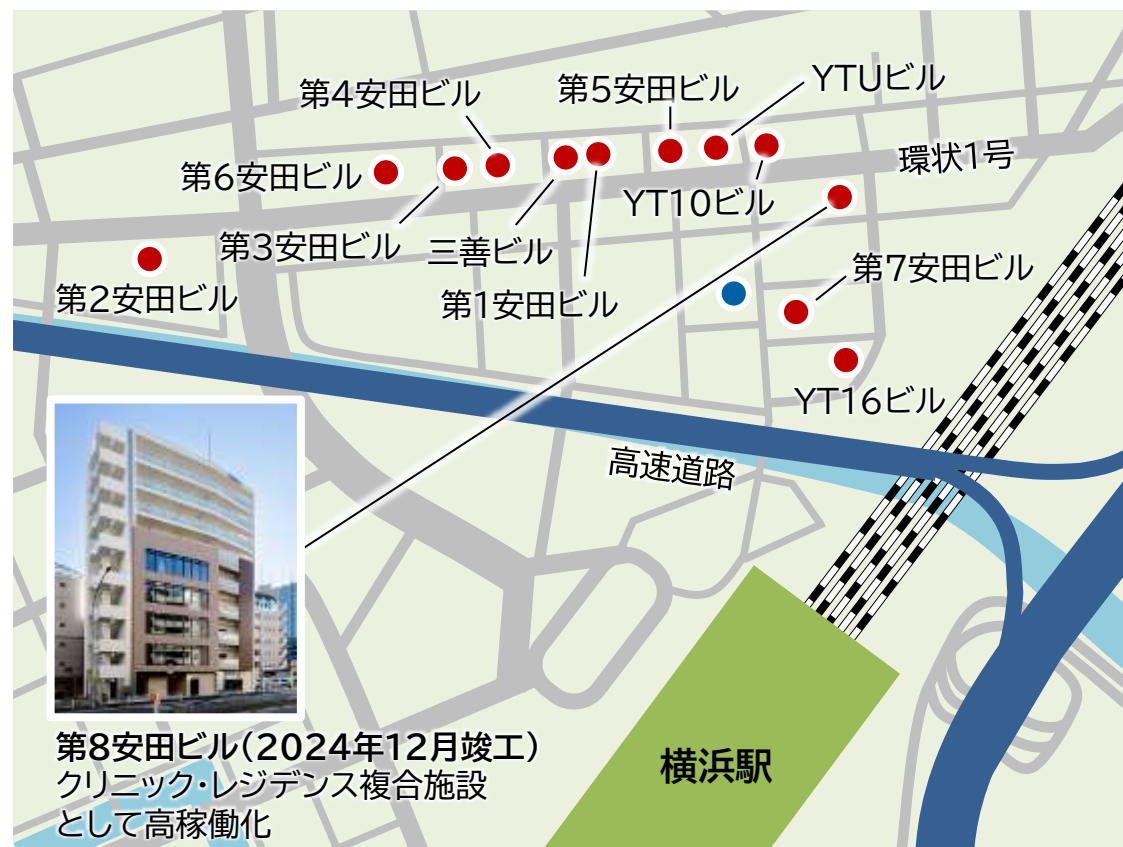 第4安田ビル
第5安田ビル
YTUビル
環状1号
第6安田ビル
YT10ビル
第3安田ビル
三善ビル
第1安田ビル
第7安田ビル
第2安田ビル
YT16ビル
高速道路
第8安田ビル(2024年12月竣工)
クリニック・レジデンス複合施設
として高稼働化
横浜駅